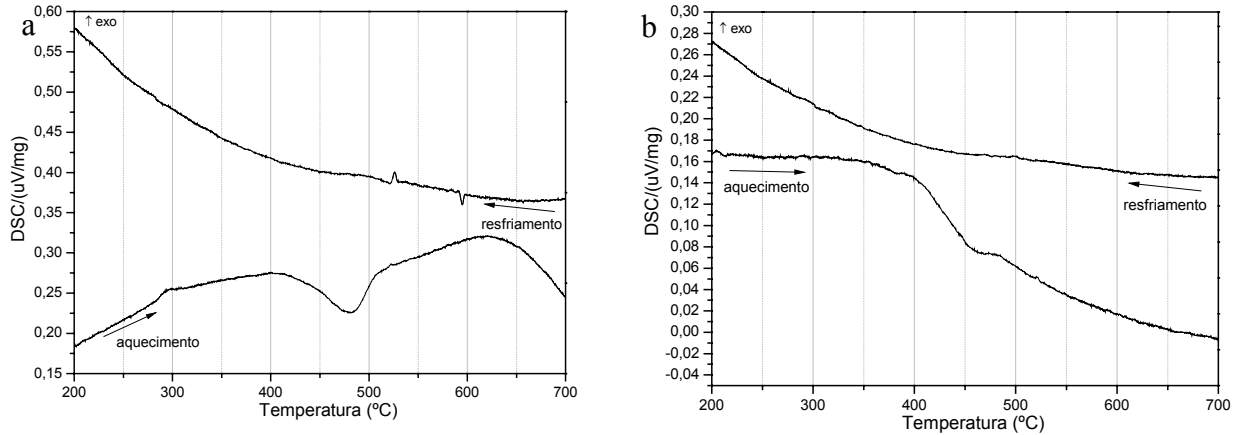 a
↑ exo
0,60
0,55
0,50
0,45
0,40
0,35
0,30
0,25
0,20
0,15
DSC/(uV/mg)
resfriamento
aquecimento
200 300 400 500 600 700
Temperatura (ºC)
b
↑ exo
0,30
0,28
0,26
0,24
0,22
0,20
0,18
0,16
0,14
0,12
0,10
0,08
0,06
0,04
0,02
0,00
-0,02
-0,04
DSC/(uV/mg)
aquecimento
resfriamento
200 300 400 500 600 700
Temperatura (ºC)